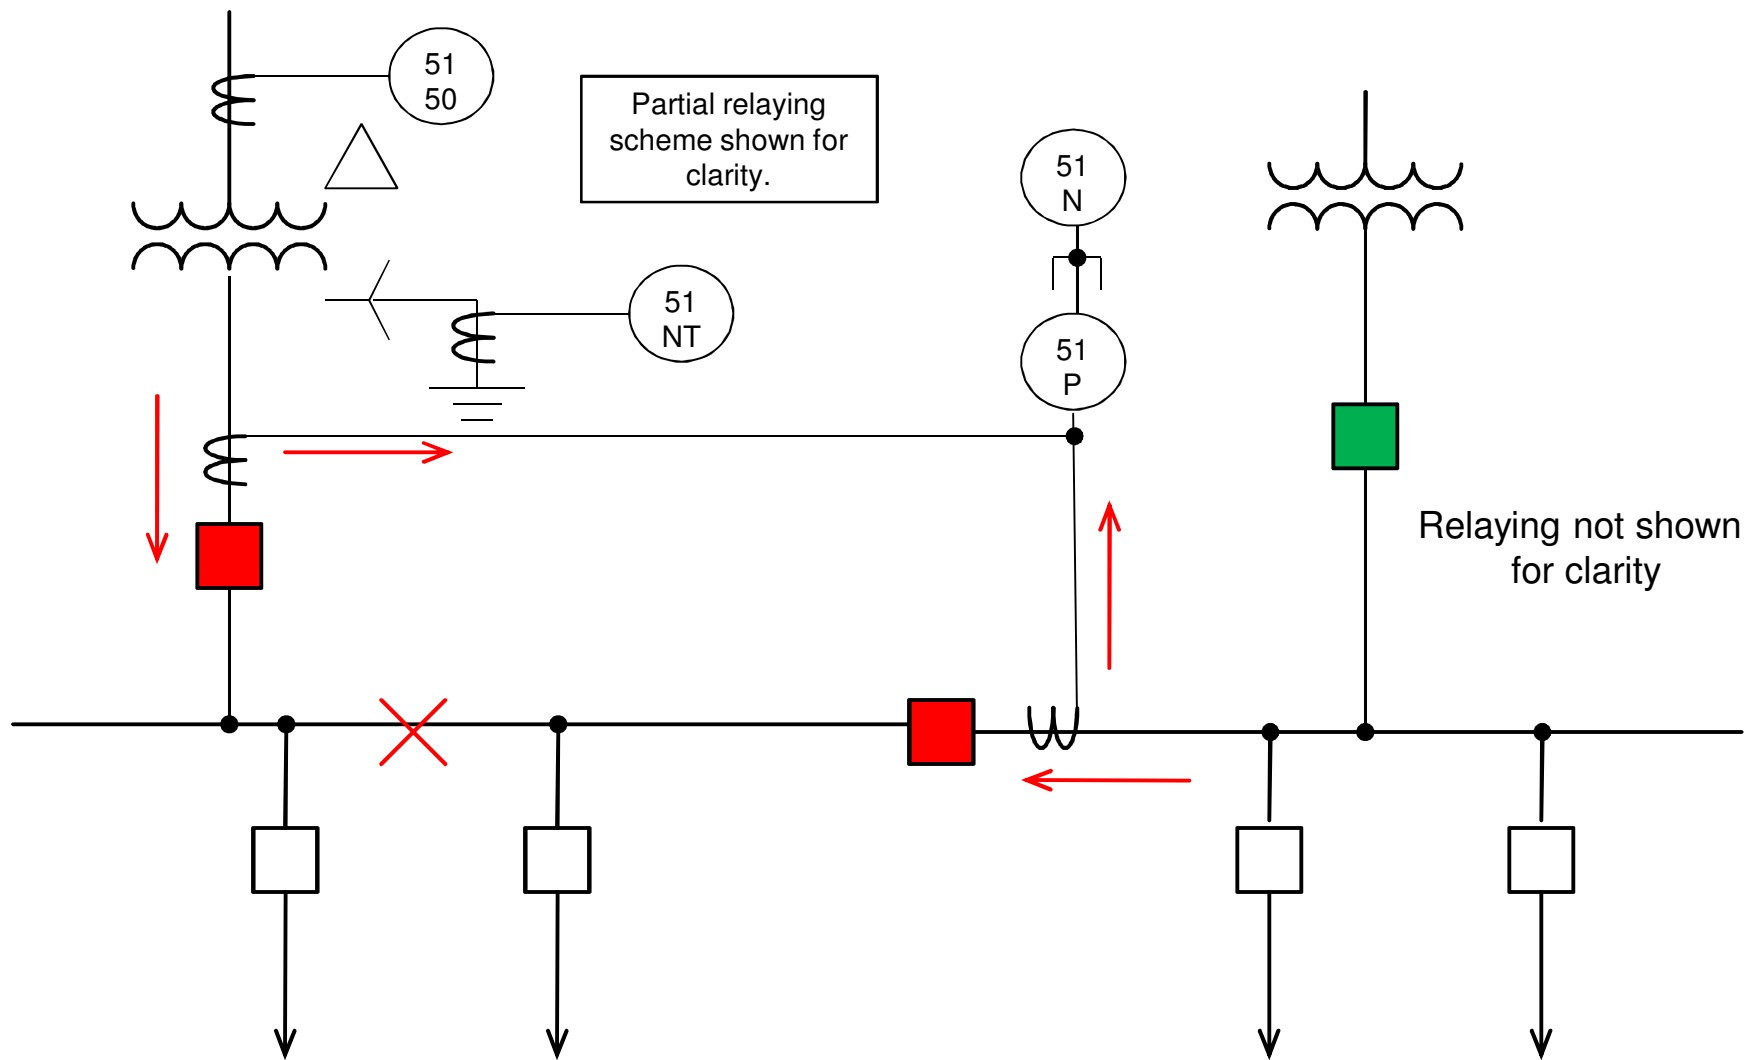 51
50
Partial relaying
scheme shown for
clarity.
51
N
51
NT
51
P
Relaying not shown
for clarity